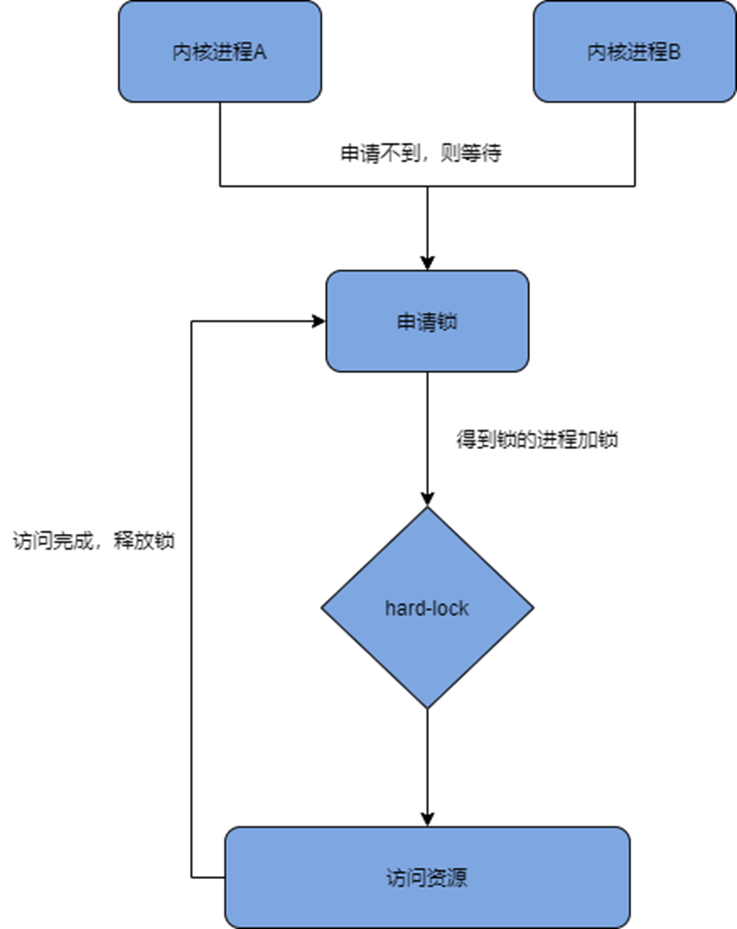 内核进程A
内核进程B
申请不到，则等待
申请锁
得到锁的进程加锁
访问完成，释放锁
hard-lock
访问资源